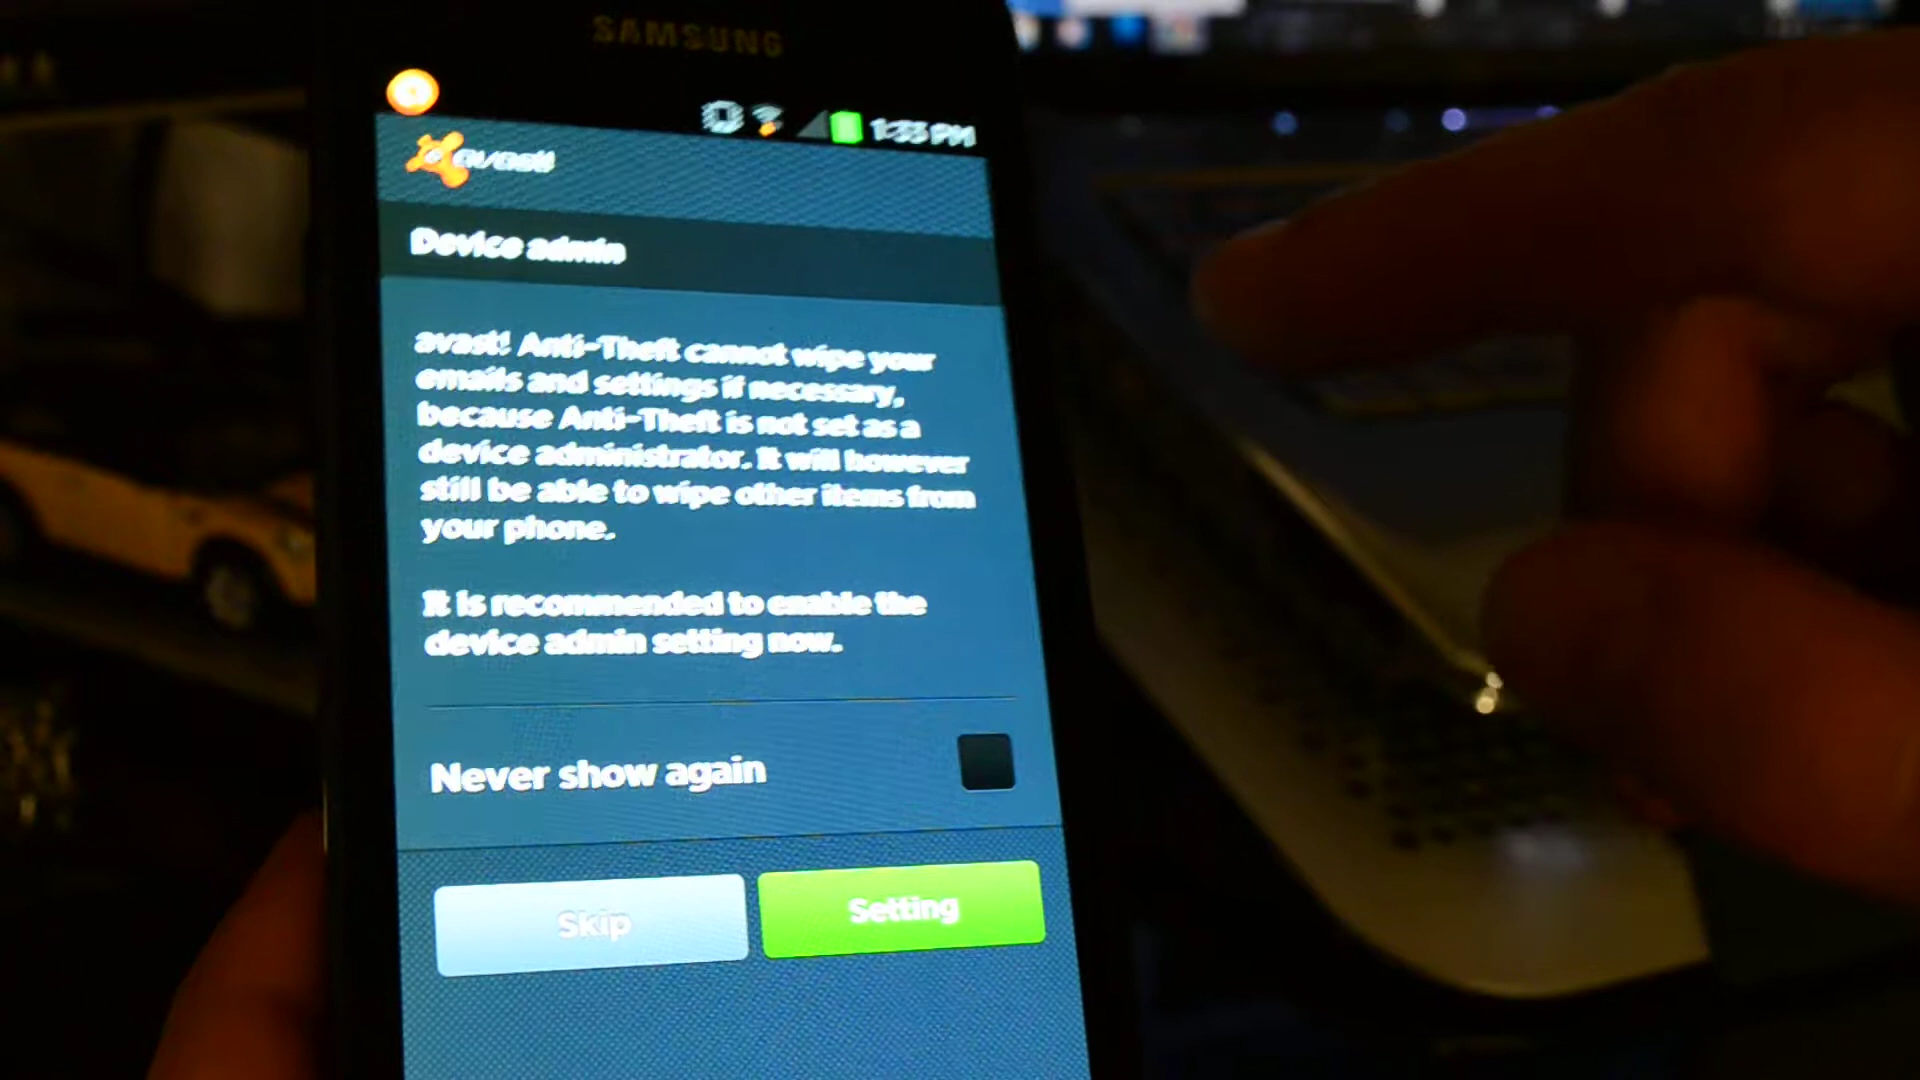 SAMSUNG
1:33 PM
avast!
Device admin
avast! Anti-Theft cannot wipe your
emails and settings if necessary,
because Anti-Theft is not set as a
device administrator. It will however
still be able to wipe other items from
your phone.
It is recommended to enable the
device admin setting now.
Never show again
Skip
Setting